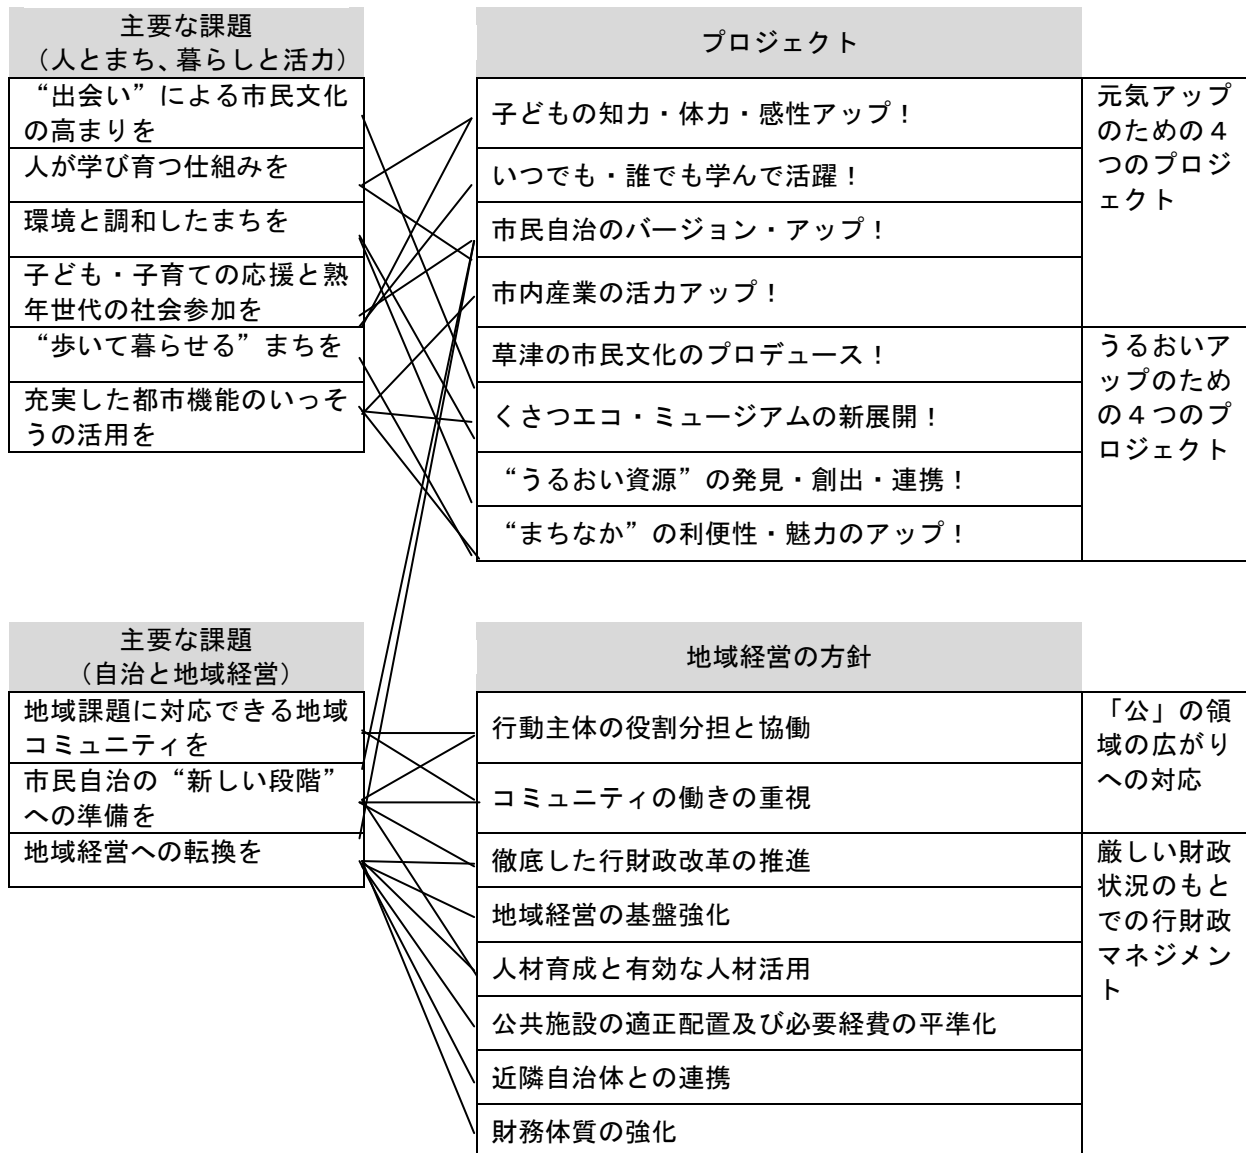 主要な課題
（人とまち、暮らしと活力）
“出会い”による市民文化
の高まりを
人が学び育つ仕組みを
環境と調和したまちを
子ども・子育ての応援と熟
年世代の社会参加を
“歩いて暮らせる”まちを
充実した都市機能のいっそ
うの活用を
プロジェクト
子どもの知力・体力・感性アップ！
いつでも・誰でも学んで活躍！
市民自治のバージョン・アップ！
市内産業の活力アップ！
草津の市民文化のプロデュース！
くさつエコ・ミュージアムの新展開！
“うるおい資源”の発見・創出・連携！
“まちなか”の利便性・魅力のアップ！
元気アップ
のための４
つのプロジ
ェクト
うるおいア
ップのため
の４つのプ
ロジェクト
主要な課題
（自治と地域経営）
地域課題に対応できる地域
コミュニティを
市民自治の“新しい段階”
への準備を
地域経営への転換を
地域経営の方針
行動主体の役割分担と協働
コミュニティの働きの重視
徹底した行財政改革の推進
地域経営の基盤強化
人材育成と有効な人材活用
公共施設の適正配置及び必要経費の平準化
近隣自治体との連携
財務体質の強化
「公」の領
域の広がり
への対応
厳しい財政
状況のもと
での行財政
マネジメン
ト